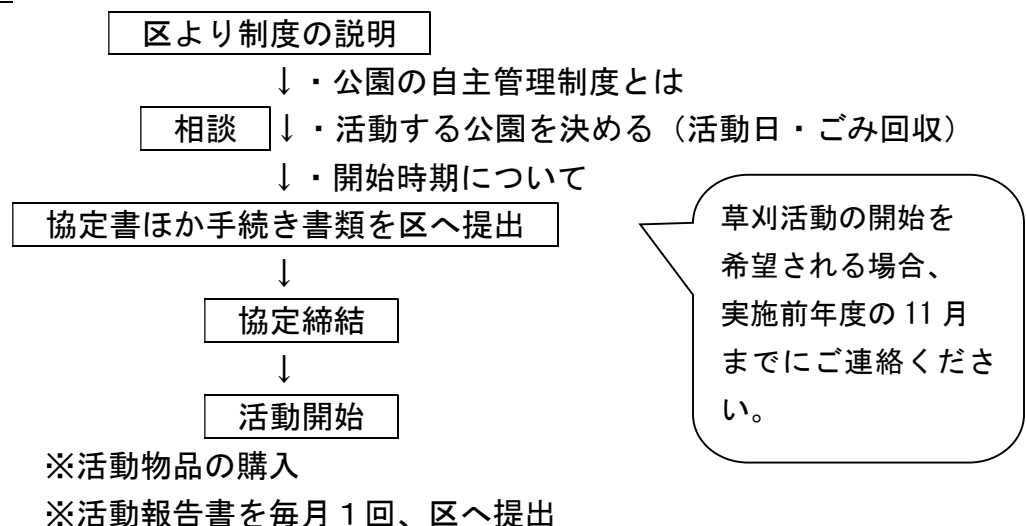 区より制度の説明
↓・公園の自主管理制度とは
相談 ↓・活動する公園を決める（活動日・ごみ回収）
↓・開始時期について
協定書ほか手続き書類を区へ提出
↓
協定締結
↓
活動開始
草刈活動の開始を
希望される場合、
実施前年度の 11 月
までにご連絡くださ
い。
※活動物品の購入
※活動報告書を毎月１回、区へ提出